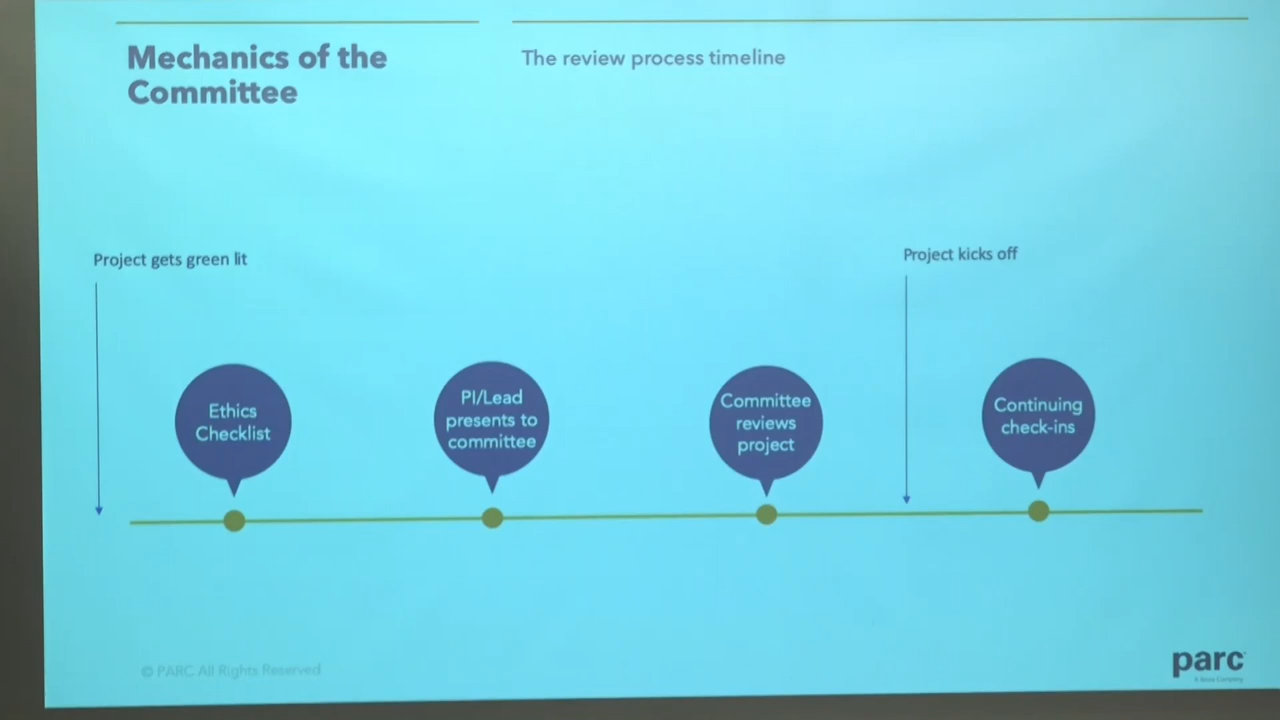 Mechanics of the
Committee
The review process timeline
Project gets green lit
Project kicks off
Ethics
Checklist
PI/Lead
presents to
committee
Committee
reviews
project
Continuing
check-ins
© PARC All Rights Reserved
parc